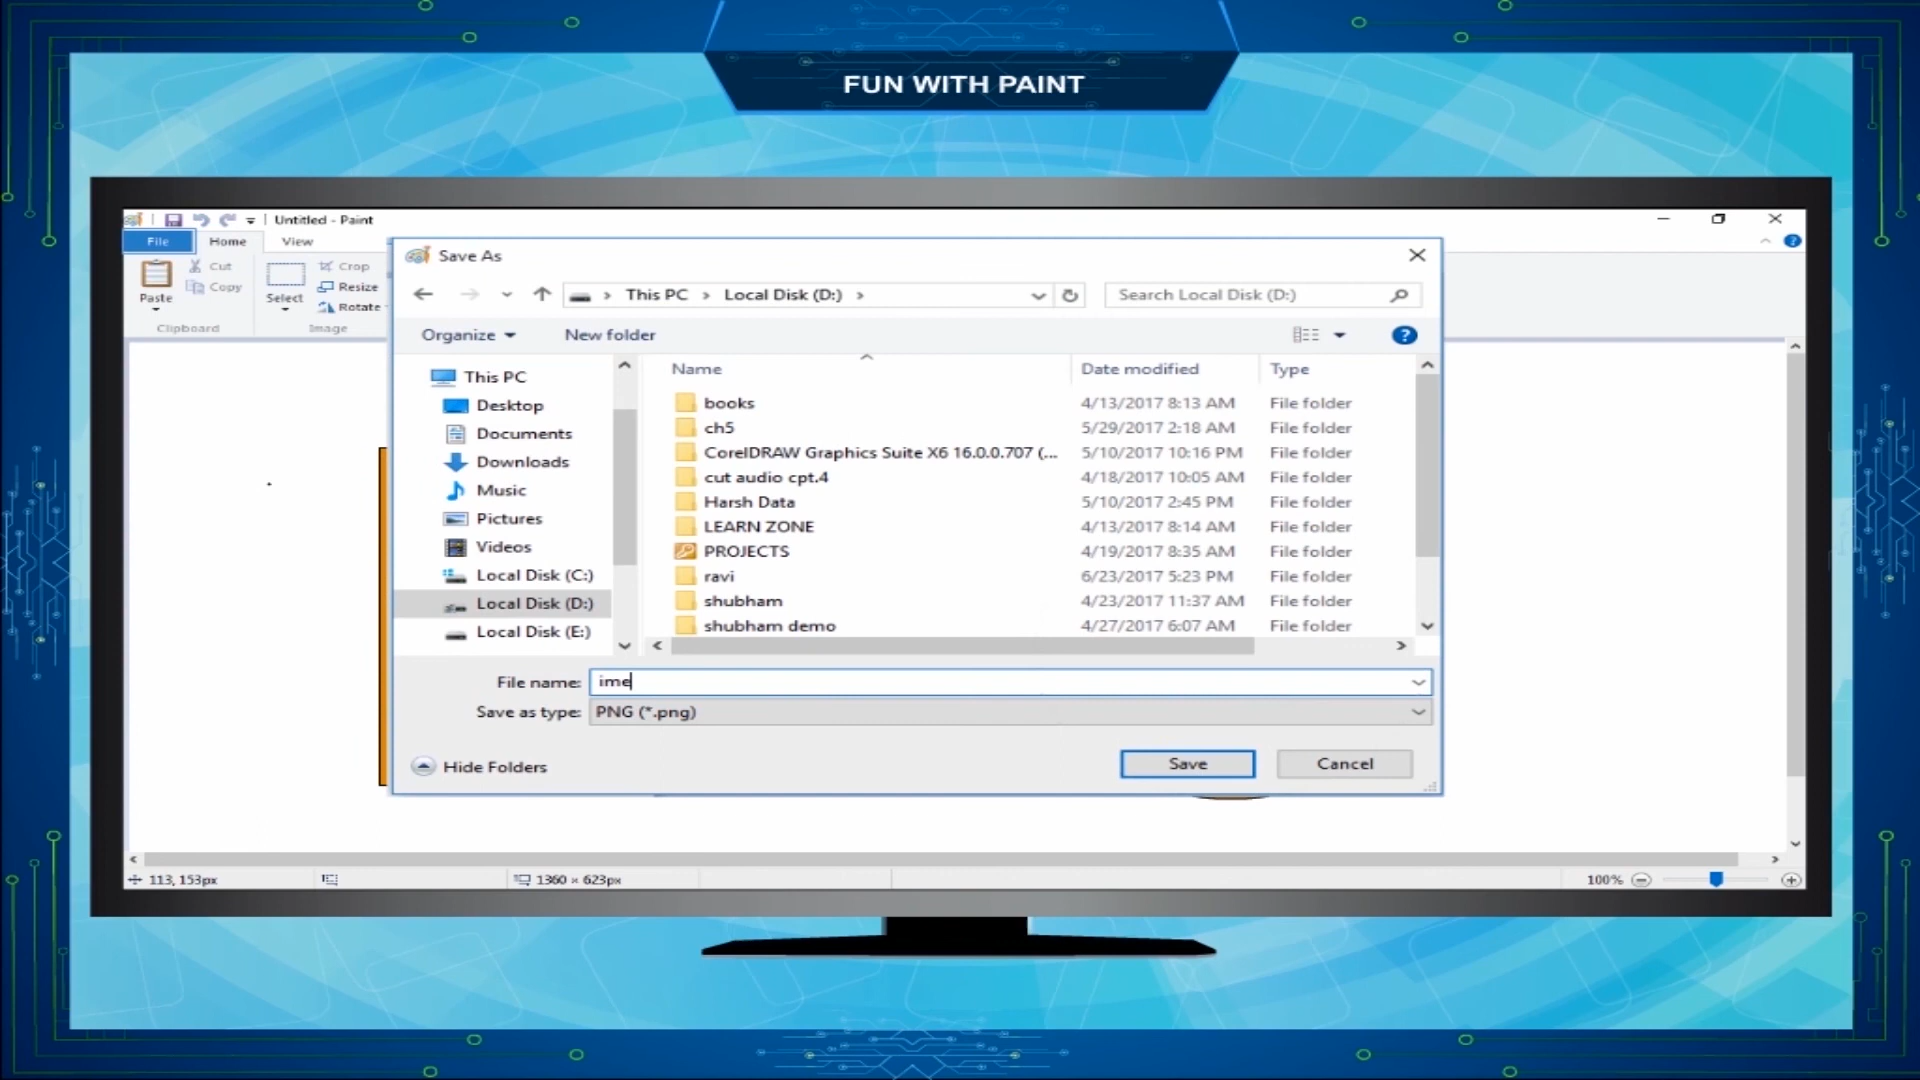 FUN WITH PAINT
Untitled - Paint
File Home View
Paste
Cut
Copy
Clipboard
Select
Crop
Resize
Rotate
Image
Save As
This PC Local Disk (D:)
Search Local Disk (D:)
Organize New folder
This PC
Desktop
Documents
Downloads
Music
Pictures
Videos
Local Disk (C:)
Local Disk (D:)
Local Disk (E:)
Name Date modified Type
books 4/13/2017 8:13 AM File folder
ch5 5/29/2017 2:18 AM File folder
CorelDRAW Graphics Suite X6 16.0.0.707 (... 5/10/2017 10:16 PM File folder
cut audio cpt.4 4/18/2017 10:05 AM File folder
Harsh Data 5/10/2017 2:45 PM File folder
LEARN ZONE 4/13/2017 8:14 AM File folder
PROJECTS 4/19/2017 8:35 AM File folder
ravi 6/23/2017 5:23 PM File folder
shubham 4/23/2017 11:37 AM File folder
shubham demo 4/27/2017 6:07 AM File folder
File name: ime
Save as type: PNG (*.png)
Hide Folders
Save Cancel
113, 153px
1360 × 623px
100%